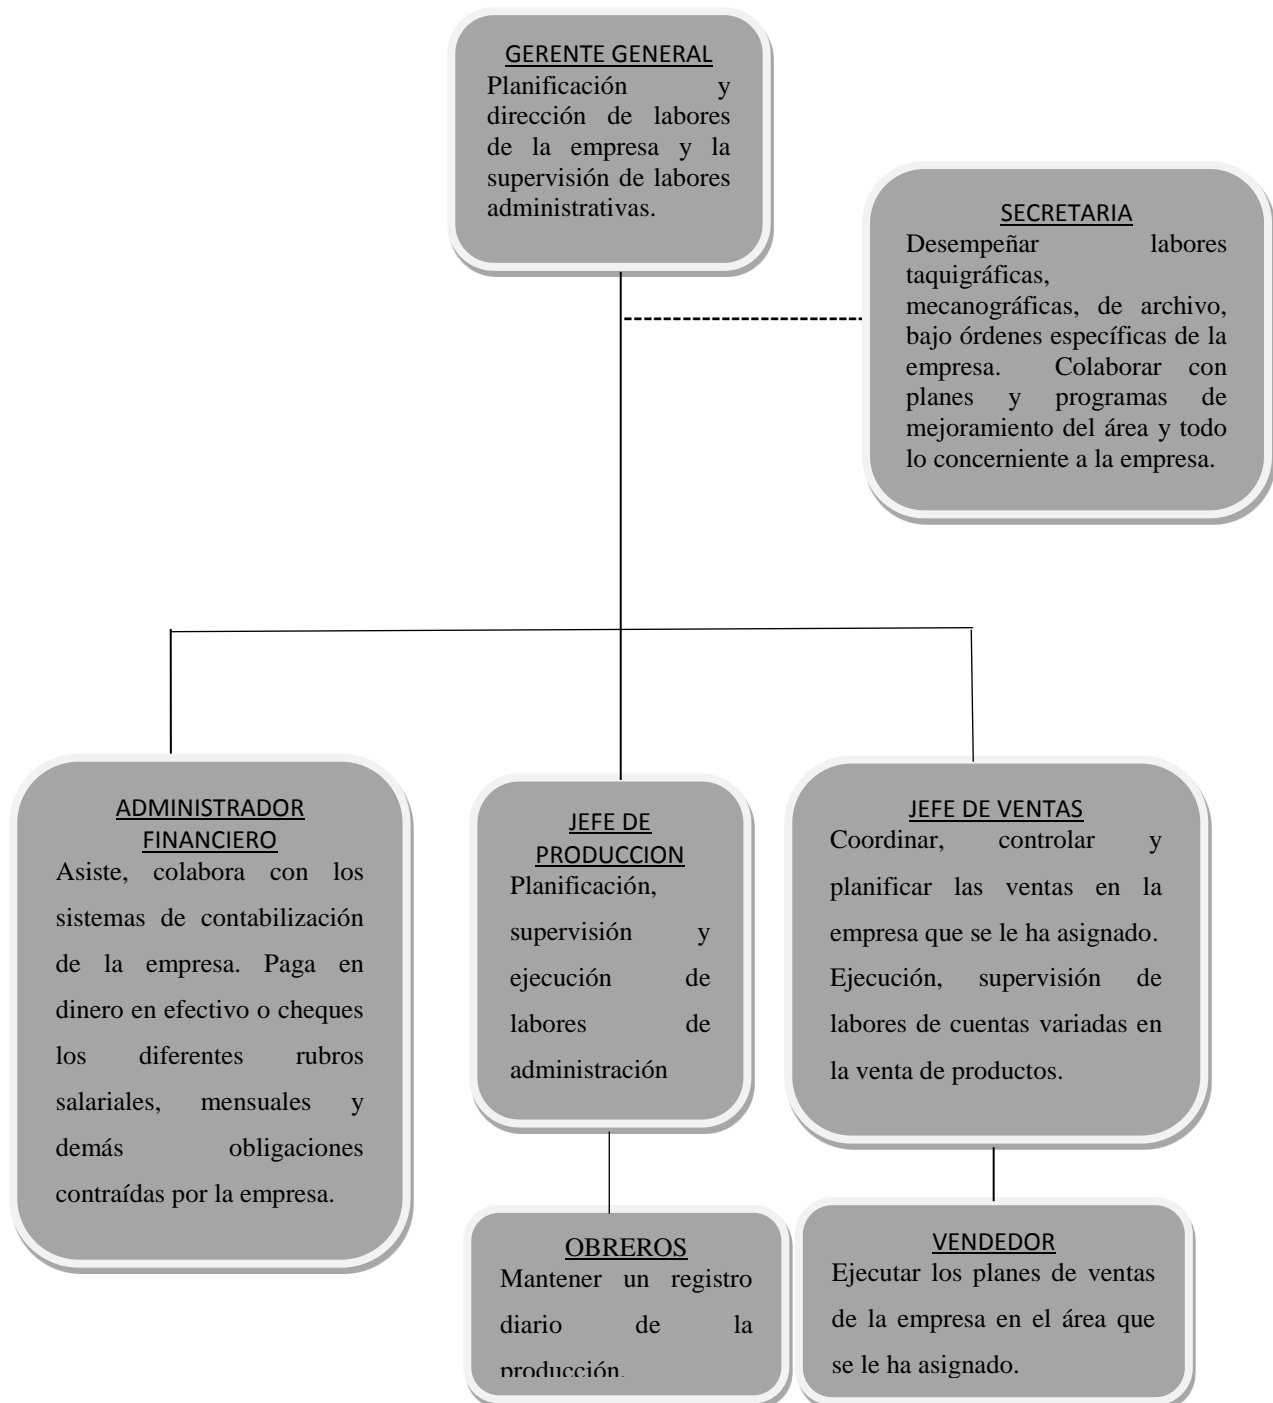 GERENTE GENERAL
Planificación y
dirección de labores
de la empresa y la
supervisión de labores
administrativas.
SECRETARIA
Desempeñar labores
taquigráficas,
mecanográficas, de archivo,
bajo órdenes específicas de la
empresa. Colaborar con
planes y programas de
mejoramiento del área y todo
lo concerniente a la empresa.
ADMINISTRADOR
FINANCIERO
Asiste, colabora con los
sistemas de contabilización
de la empresa. Paga en
dinero en efectivo o cheques
los diferentes rubros
salariales, mensuales y
demás obligaciones
contraídas por la empresa.
JEFE DE
PRODUCCION
Planificación,
supervisión y
ejecución de
labores de
administración
JEFE DE VENTAS
Coordinar, controlar y
planificar las ventas en la
empresa que se le ha asignado.
Ejecución, supervisión de
labores de cuentas variadas en
la venta de productos.
OBREROS
Mantener un registro
diario de la
producción.
VENDEDOR
Ejecutar los planes de ventas
de la empresa en el área que
se le ha asignado.